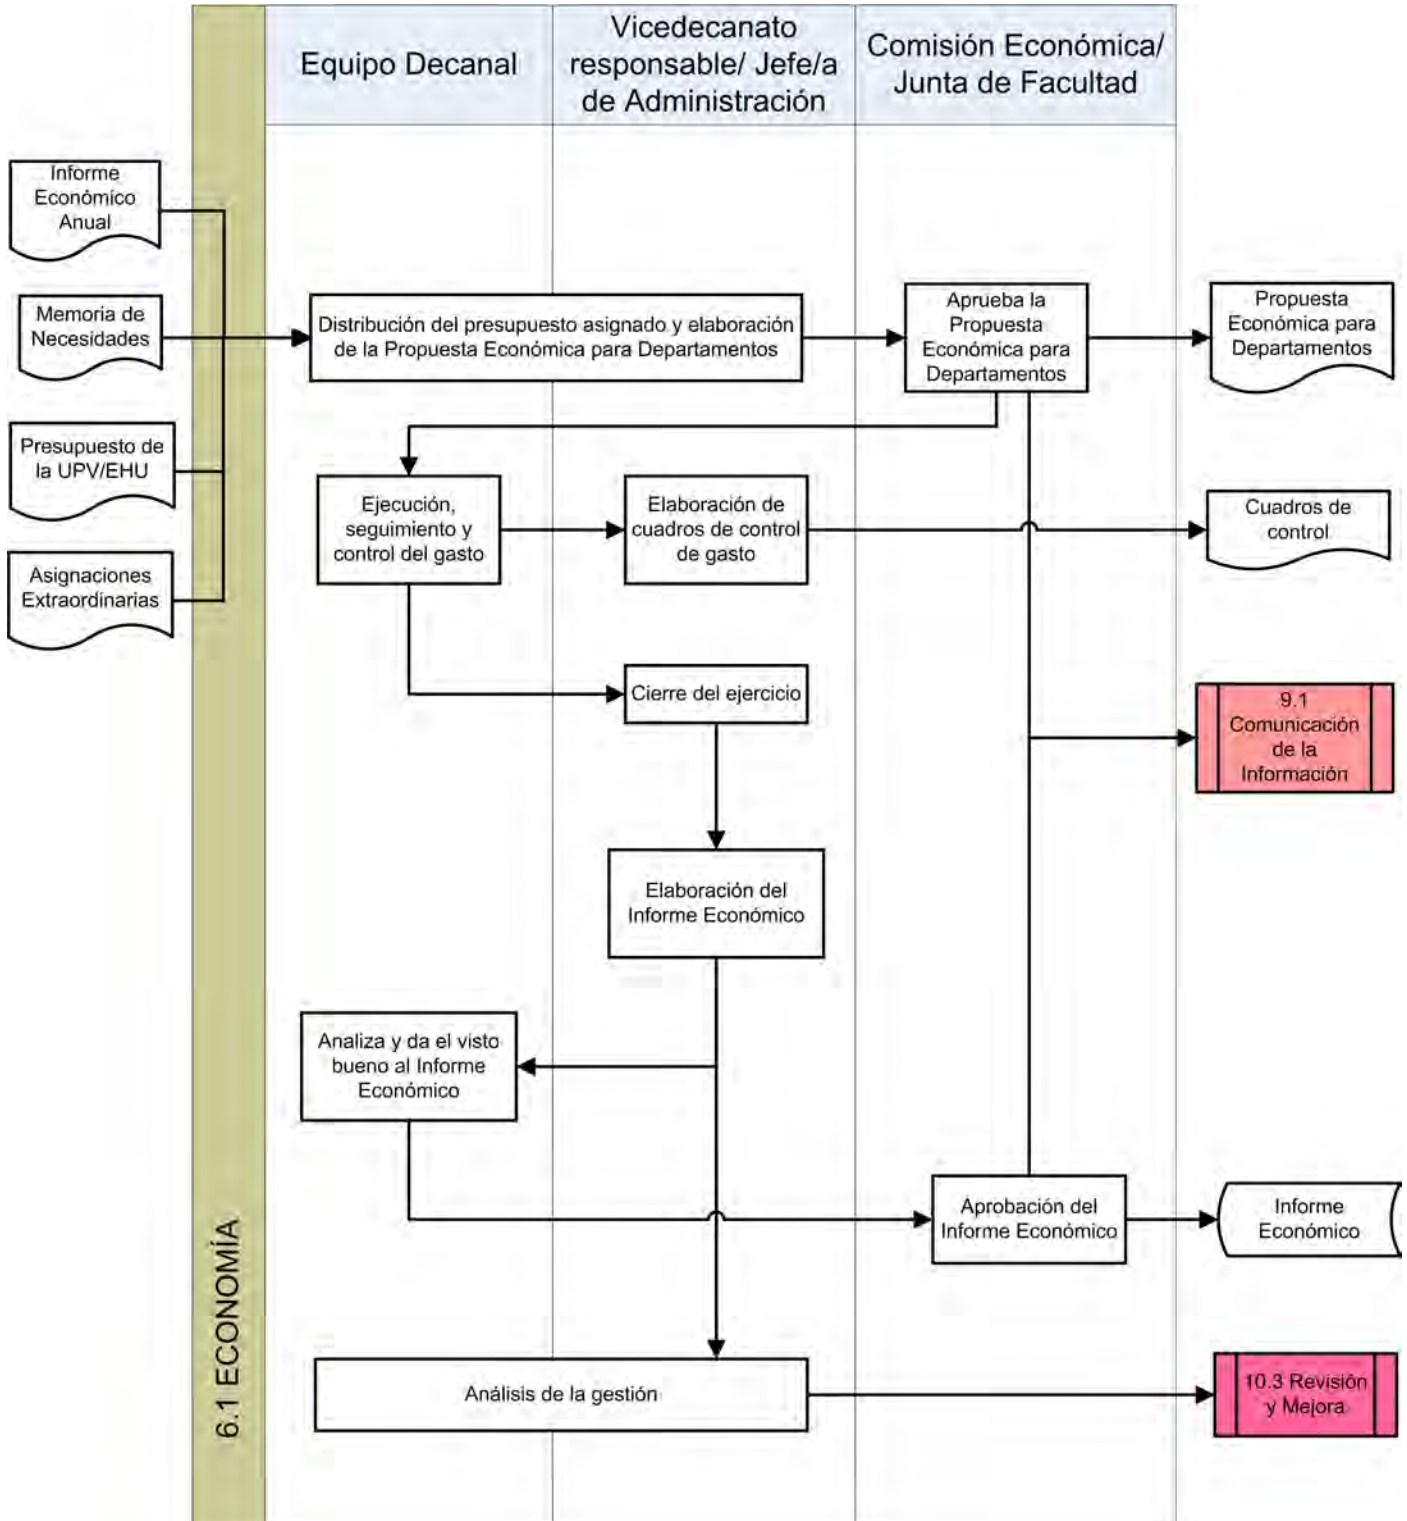 Equipo Decanal
Vicedecanato
responsable/ Jefe/a
de Administración
Comisión Económica/
Junta de Facultad
Informe
Económico
Anual
Memoria de
Necesidades
Presupuesto de
la UPV/EHU
Asignaciones
Extraordinarias
6.1 ECONOMÍA
Distribución del presupuesto asignado y elaboración
de la Propuesta Económica para Departamentos
Aprueba la
Propuesta
Económica para
Departamentos
Propuesta
Económica para
Departamentos
Ejecución,
seguimiento y
control del gasto
Elaboración de
cuadros de control
de gasto
Cuadros de
control
Cierre del ejercicio
9.1
Comunicación
de la
Información
Elaboración del
Informe Económico
Analiza y da el visto
bueno al Informe
Económico
Aprobación del
Informe Económico
Informe
Económico
Análisis de la gestión
10.3 Revisión
y Mejora